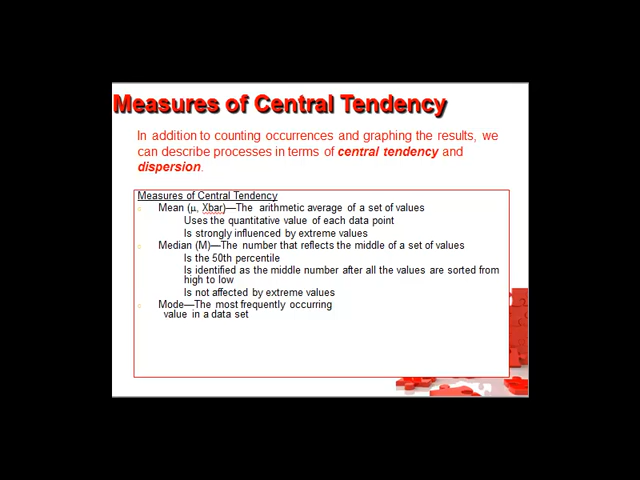 Measures of Central Tendency
In addition to counting occurrences and graphing the results, we
can describe processes in terms of central tendency and
dispersion.
Measures of Central Tendency
Mean (μ, Xbar)—The arithmetic average of a set of values
Uses the quantitative value of each data point
Is strongly influenced by extreme values
Median (M)—The number that reflects the middle of a set of values
Is the 50th percentile
Is identified as the middle number after all the values are sorted from
high to low
Is not affected by extreme values
Mode—The most frequently occurring
value in a data set